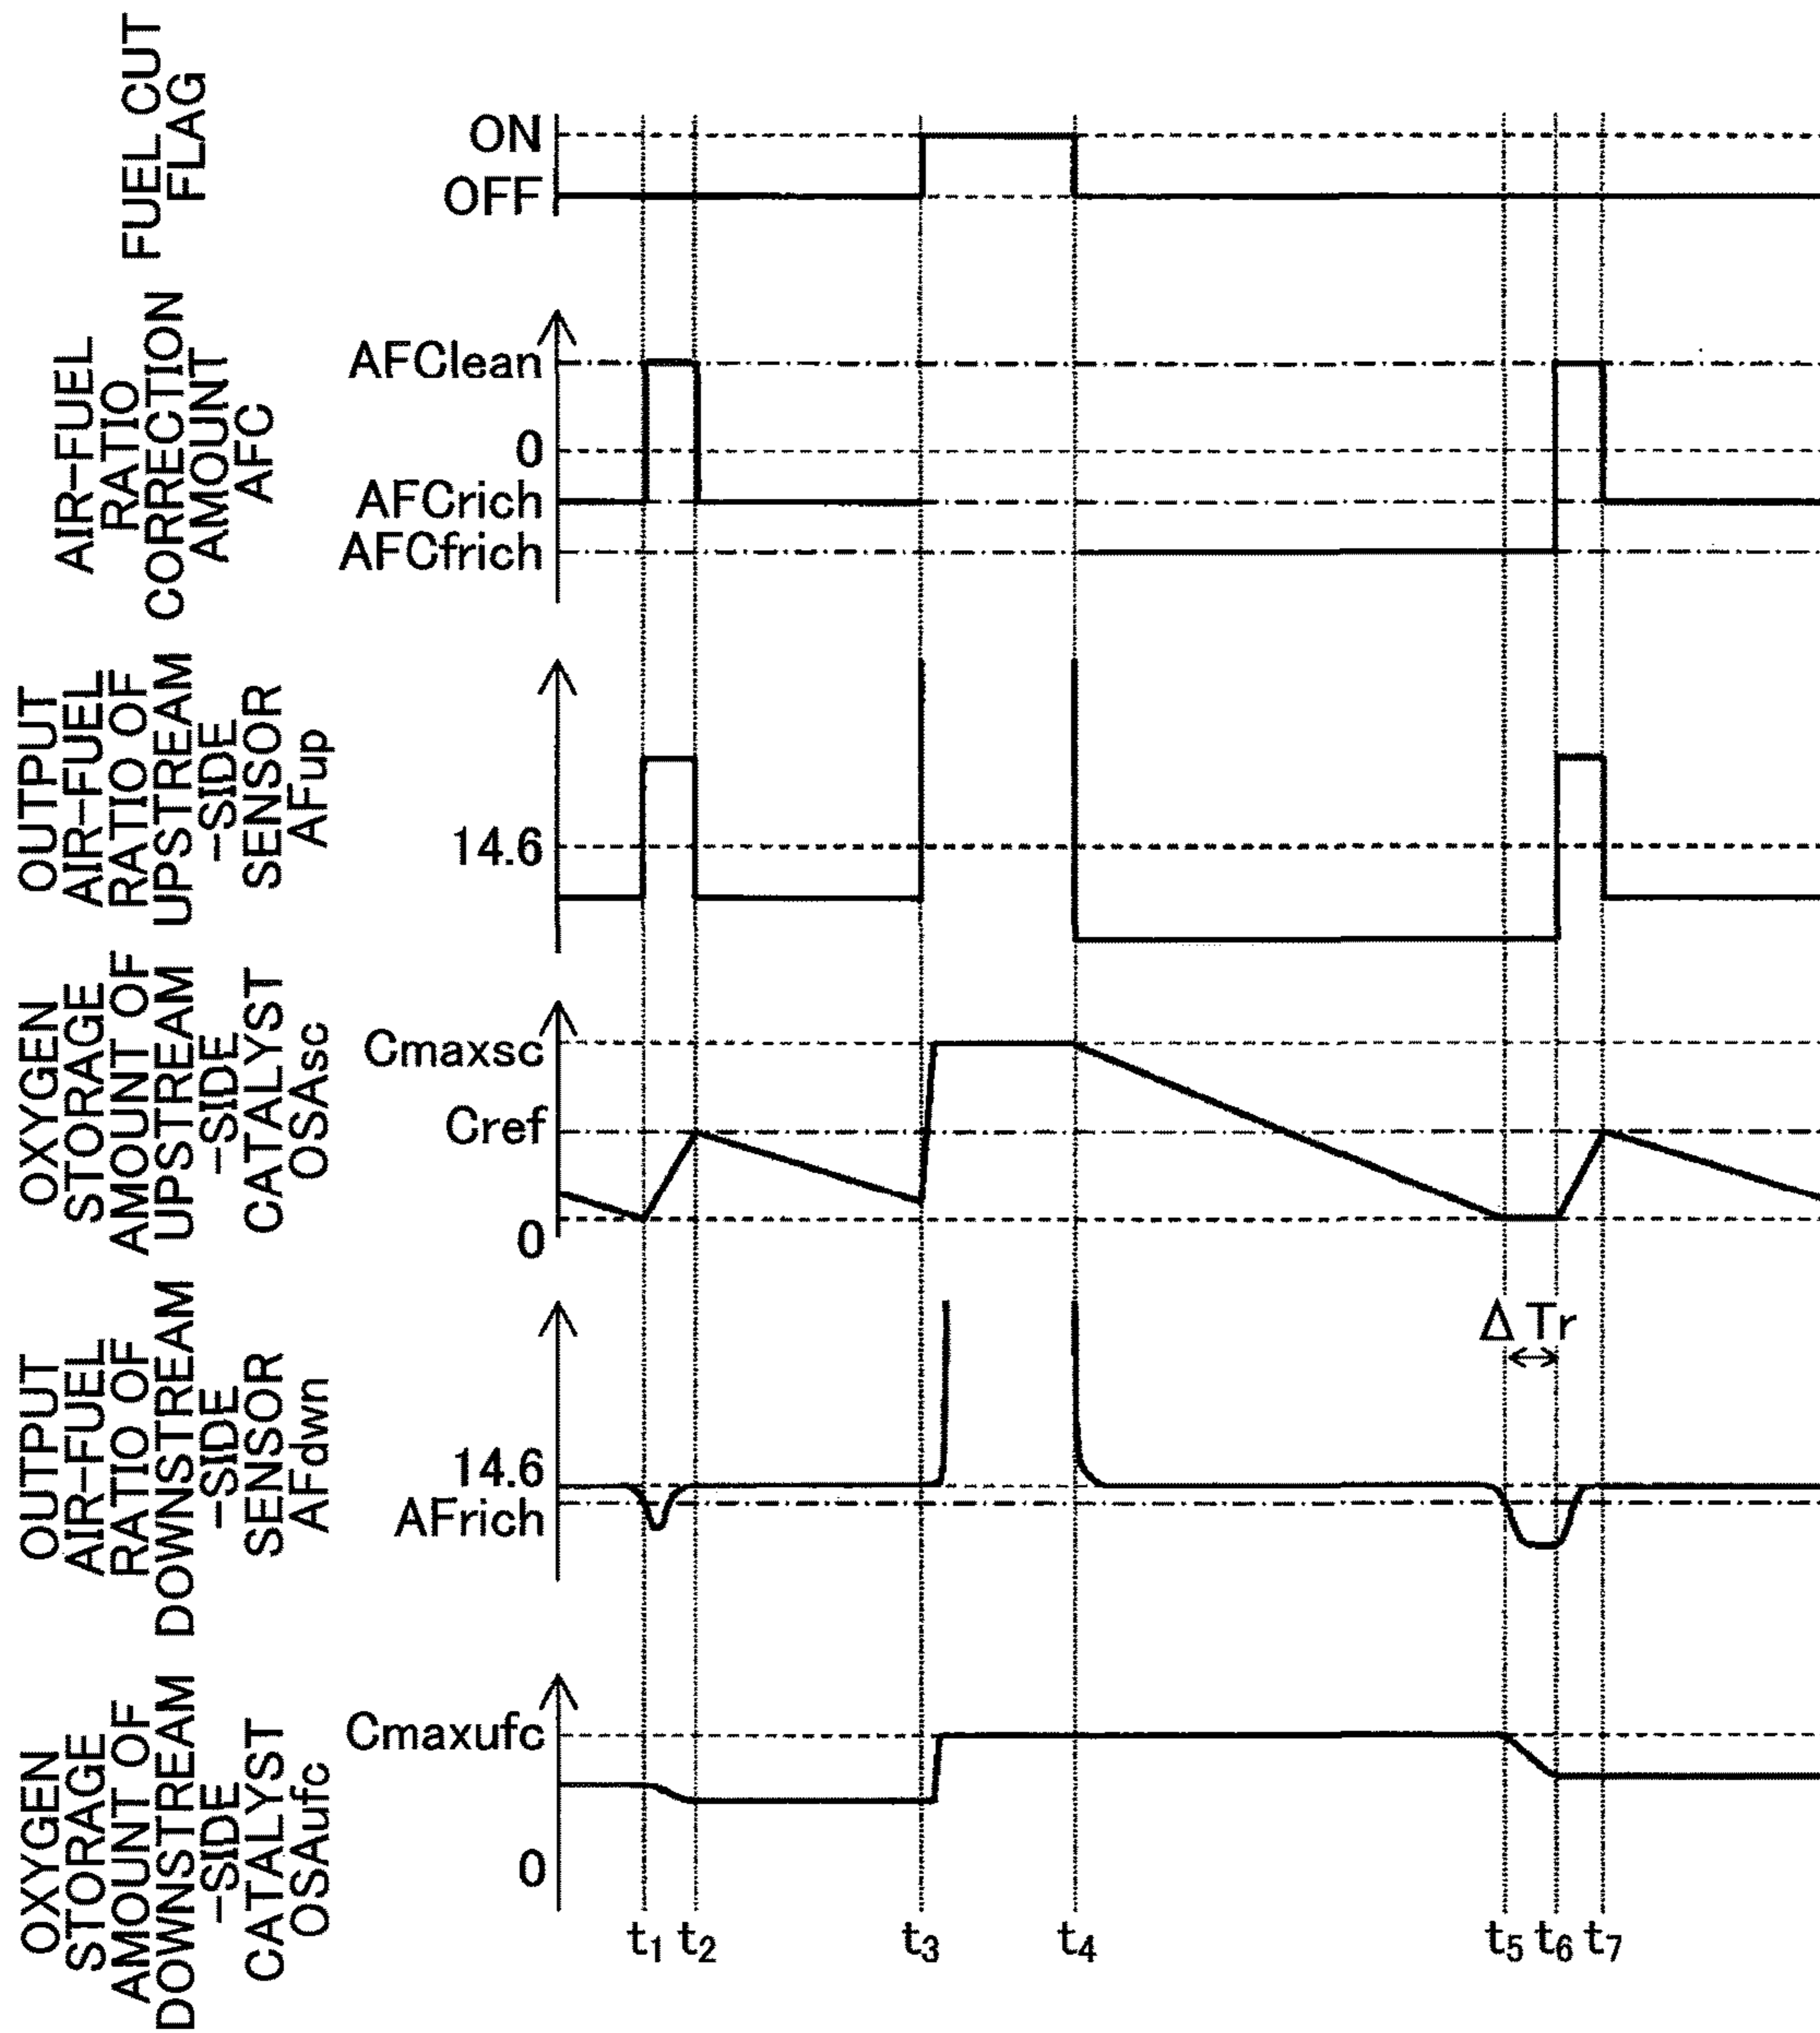 FUEL CUT
FLAG
ON
OFF
AIR-FUEL
RATIO
CORRECTION
AMOUNT
AFC
AFClean
0
AFCrich
AFCfrich
OUTPUT
AIR-FUEL
RATIO OF
UPSTREAM
-SIDE
SENSOR
AFup
14.6
OXYGEN
STORAGE
AMOUNT OF
UPSTREAM
-SIDE
CATALYST
OSAsc
Cmaxsc
Cref
0
OUTPUT
AIR-FUEL
RATIO OF
DOWNSTREAM
-SIDE
SENSOR
AFdwn
14.6
AFrich
ΔTr
OXYGEN
STORAGE
AMOUNT OF
DOWNSTREAM
-SIDE
CATALYST
OSAufc
Cmaxufc
0
t1 t2 t3 t4 t5 t6 t7